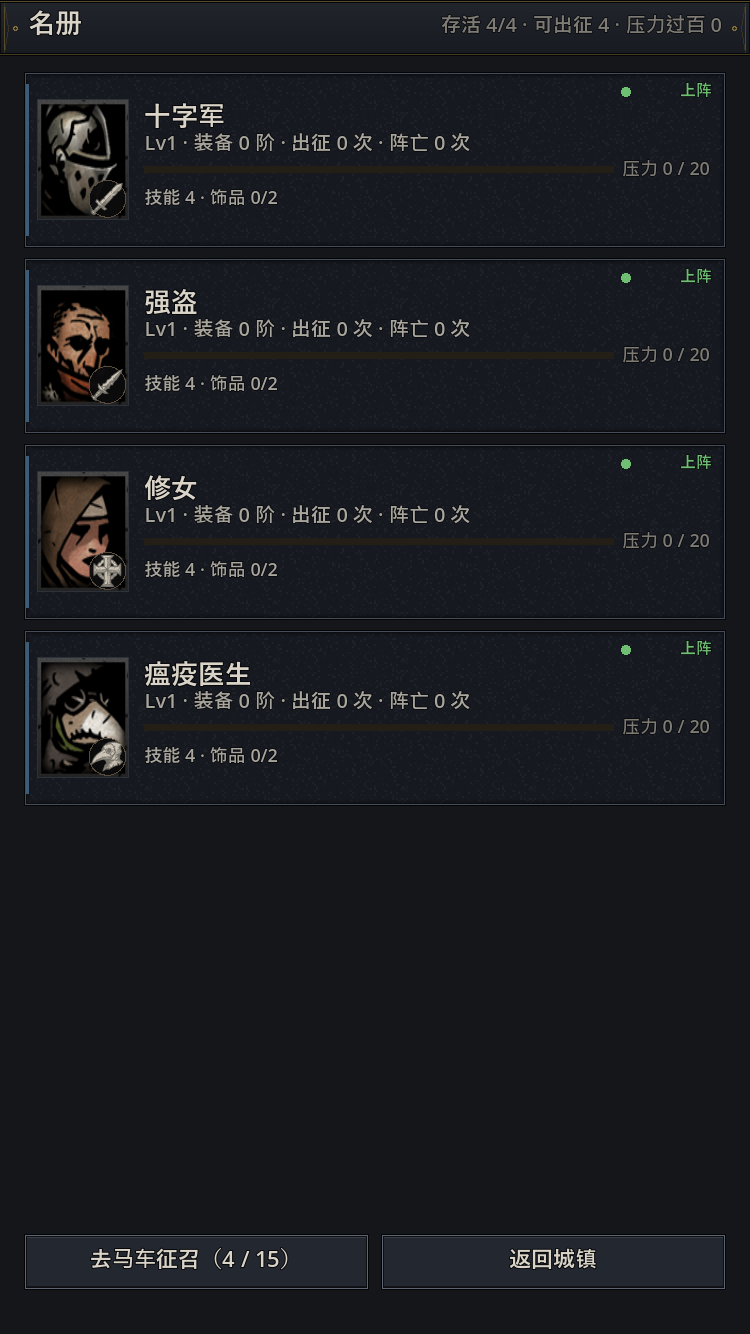 名册
存活 4/4 · 可出征 4 · 压力过百 0
上阵
十字军
Lv1 · 装备 0 阶 · 出征 0 次 · 阵亡 0 次
压力 0 / 20
技能 4 · 饰品 0/2
上阵
强盗
Lv1 · 装备 0 阶 · 出征 0 次 · 阵亡 0 次
压力 0 / 20
技能 4 · 饰品 0/2
上阵
修女
Lv1 · 装备 0 阶 · 出征 0 次 · 阵亡 0 次
压力 0 / 20
技能 4 · 饰品 0/2
上阵
瘟疫医生
Lv1 · 装备 0 阶 · 出征 0 次 · 阵亡 0 次
压力 0 / 20
技能 4 · 饰品 0/2
去马车征召（4 / 15）
返回城镇